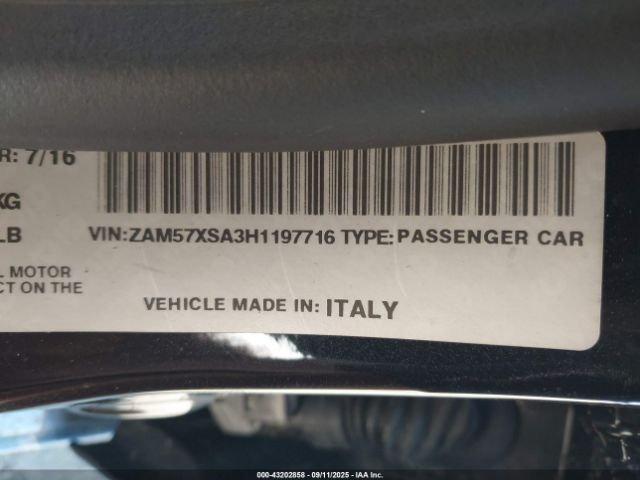 R: 7/16
KG
LB
VIN:ZAM57XSA3H1197716 TYPE:PASSENGER CAR
L MOTOR
CT ON THE
VEHICLE MADE IN: ITALY
000-43202858 - 09/11/2025 - IAA Inc.